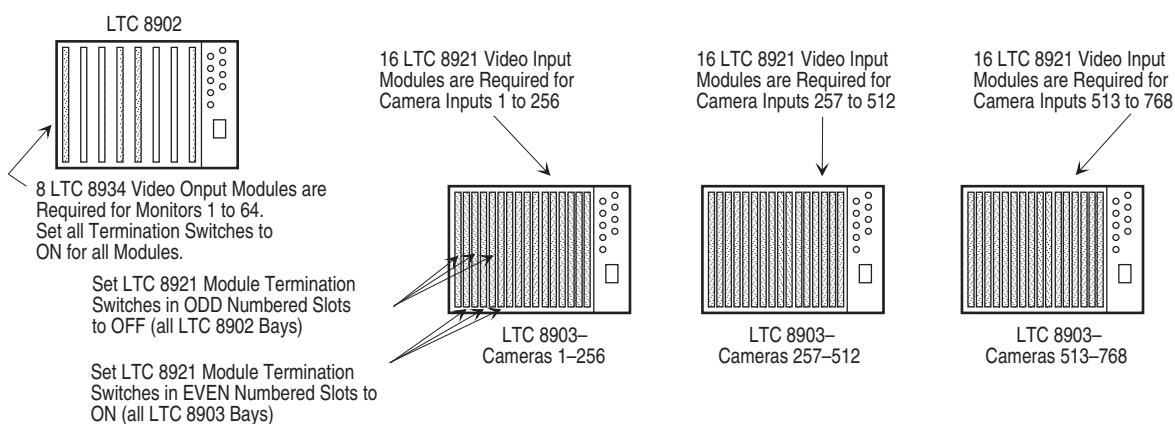 LTC 8902
16 LTC 8921 Video Input
Modules are Required for
Camera Inputs 1 to 256
16 LTC 8921 Video Input
Modules are Required for
Camera Inputs 257 to 512
16 LTC 8921 Video Input
Modules are Required for
Camera Inputs 513 to 768
8 LTC 8934 Video Onput Modules are
Required for Monitors 1 to 64.
Set all Termination Switches to
ON for all Modules.
Set LTC 8921 Module Termination
Switches in ODD Numbered Slots
to OFF (all LTC 8902 Bays)
Set LTC 8921 Module Termination
Switches in EVEN Numbered Slots to
ON (all LTC 8903 Bays)
LTC 8903–
Cameras 1–256
LTC 8903–
Cameras 257–512
LTC 8903–
Cameras 513–768